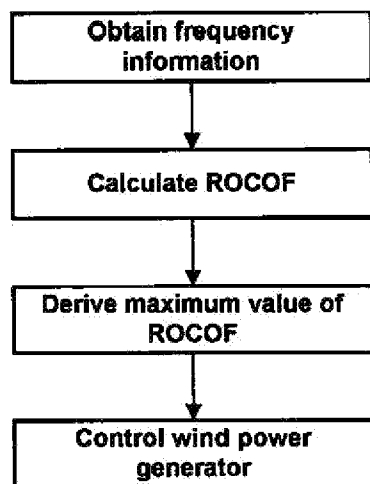 Obtain frequency
information
Calculate ROCOF
Derive maximum value of
ROCOF
Control wind power
generator